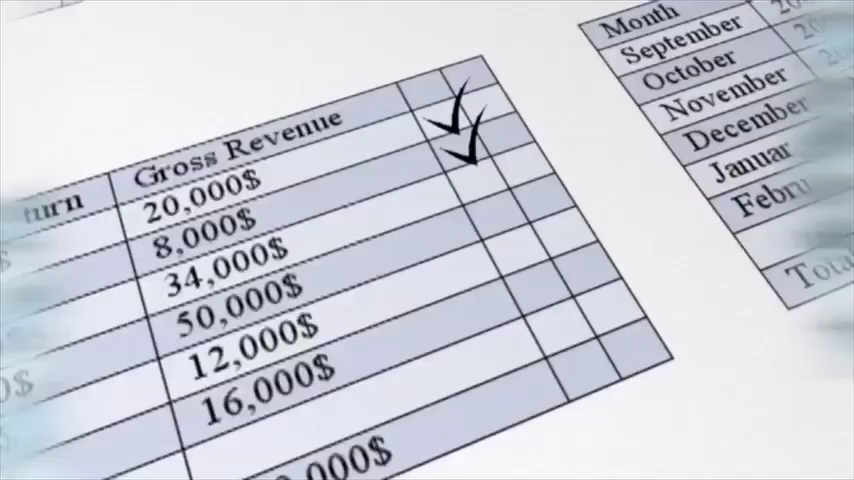 Gross Revenue
20,000$
8,000$
34,000$
50,000$
12,000$
16,000$
Month
September
October
November
December
Januar